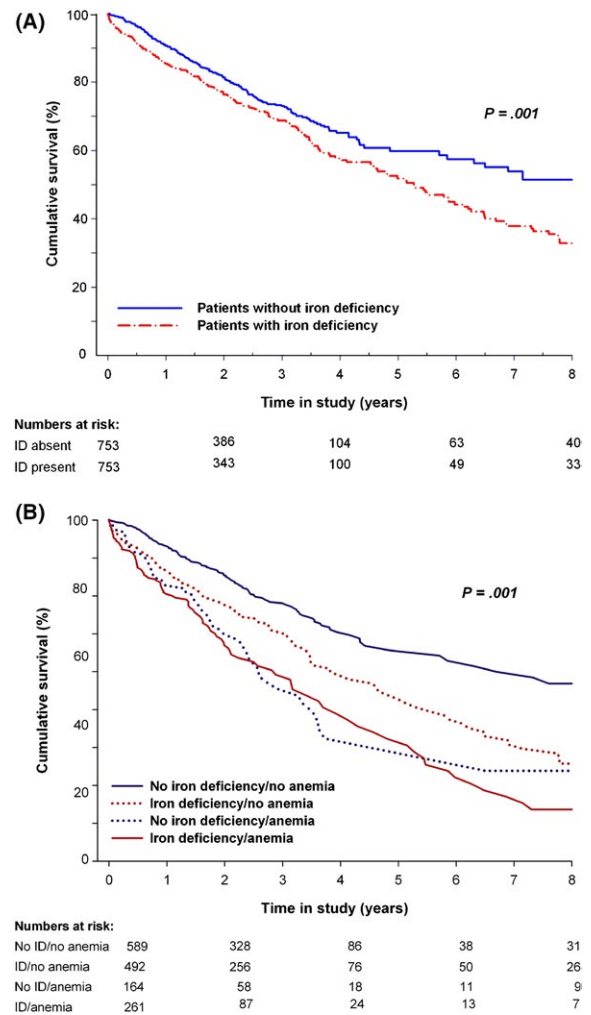 (A)
100
80
60
40
20
0
Cumulative survival (%)
P = .001
Patients without iron deficiency
Patients with iron deficiency
0 1 2 3 4 5 6 7 8
Time in study (years)
Numbers at risk:
ID absent 753 386 104 63 40
ID present 753 343 100 49 33
(B)
100
80
60
40
20
0
Cumulative survival (%)
P = .001
No iron deficiency/no anemia
Iron deficiency/no anemia
No iron deficiency/anemia
Iron deficiency/anemia
0 1 2 3 4 5 6 7 8
Time in study (years)
Numbers at risk:
No ID/no anemia 589 328 86 38 31
ID/no anemia 492 256 76 50 26
No ID/anemia 164 58 18 11 9
ID/anemia 261 87 24 13 7